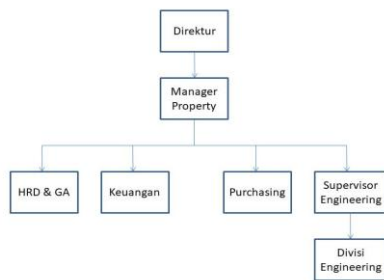 Direktur
Manager
Property
HRD & GA
Keuangan
Purchasing
Supervisor
Engineering
Divisi
Engineering